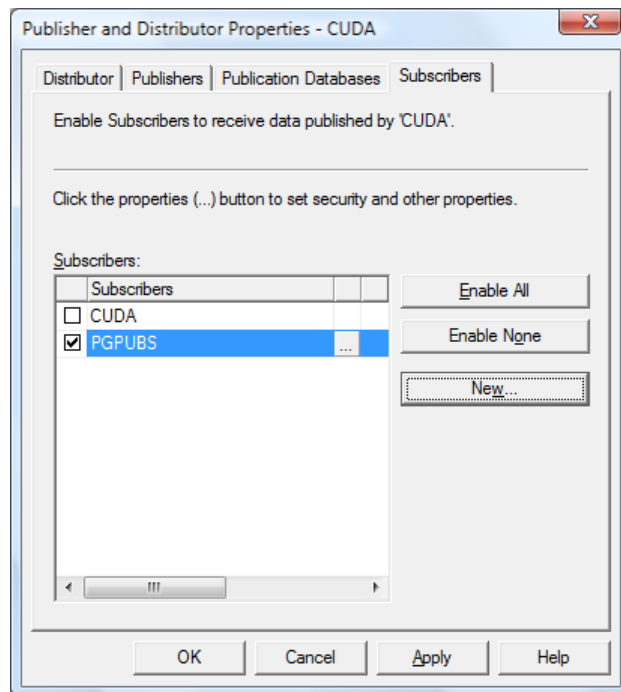 Publisher and Distributor Properties - CUDA
Distributor Publishers Publication Databases Subscribers
Enable Subscribers to receive data published by 'CUDA'.
Click the properties (...) button to set security and other properties.
Subscribers:
Subscribers
CUDA
PGPUBS ...
Enable All
Enable None
New...
OK Cancel Apply Help